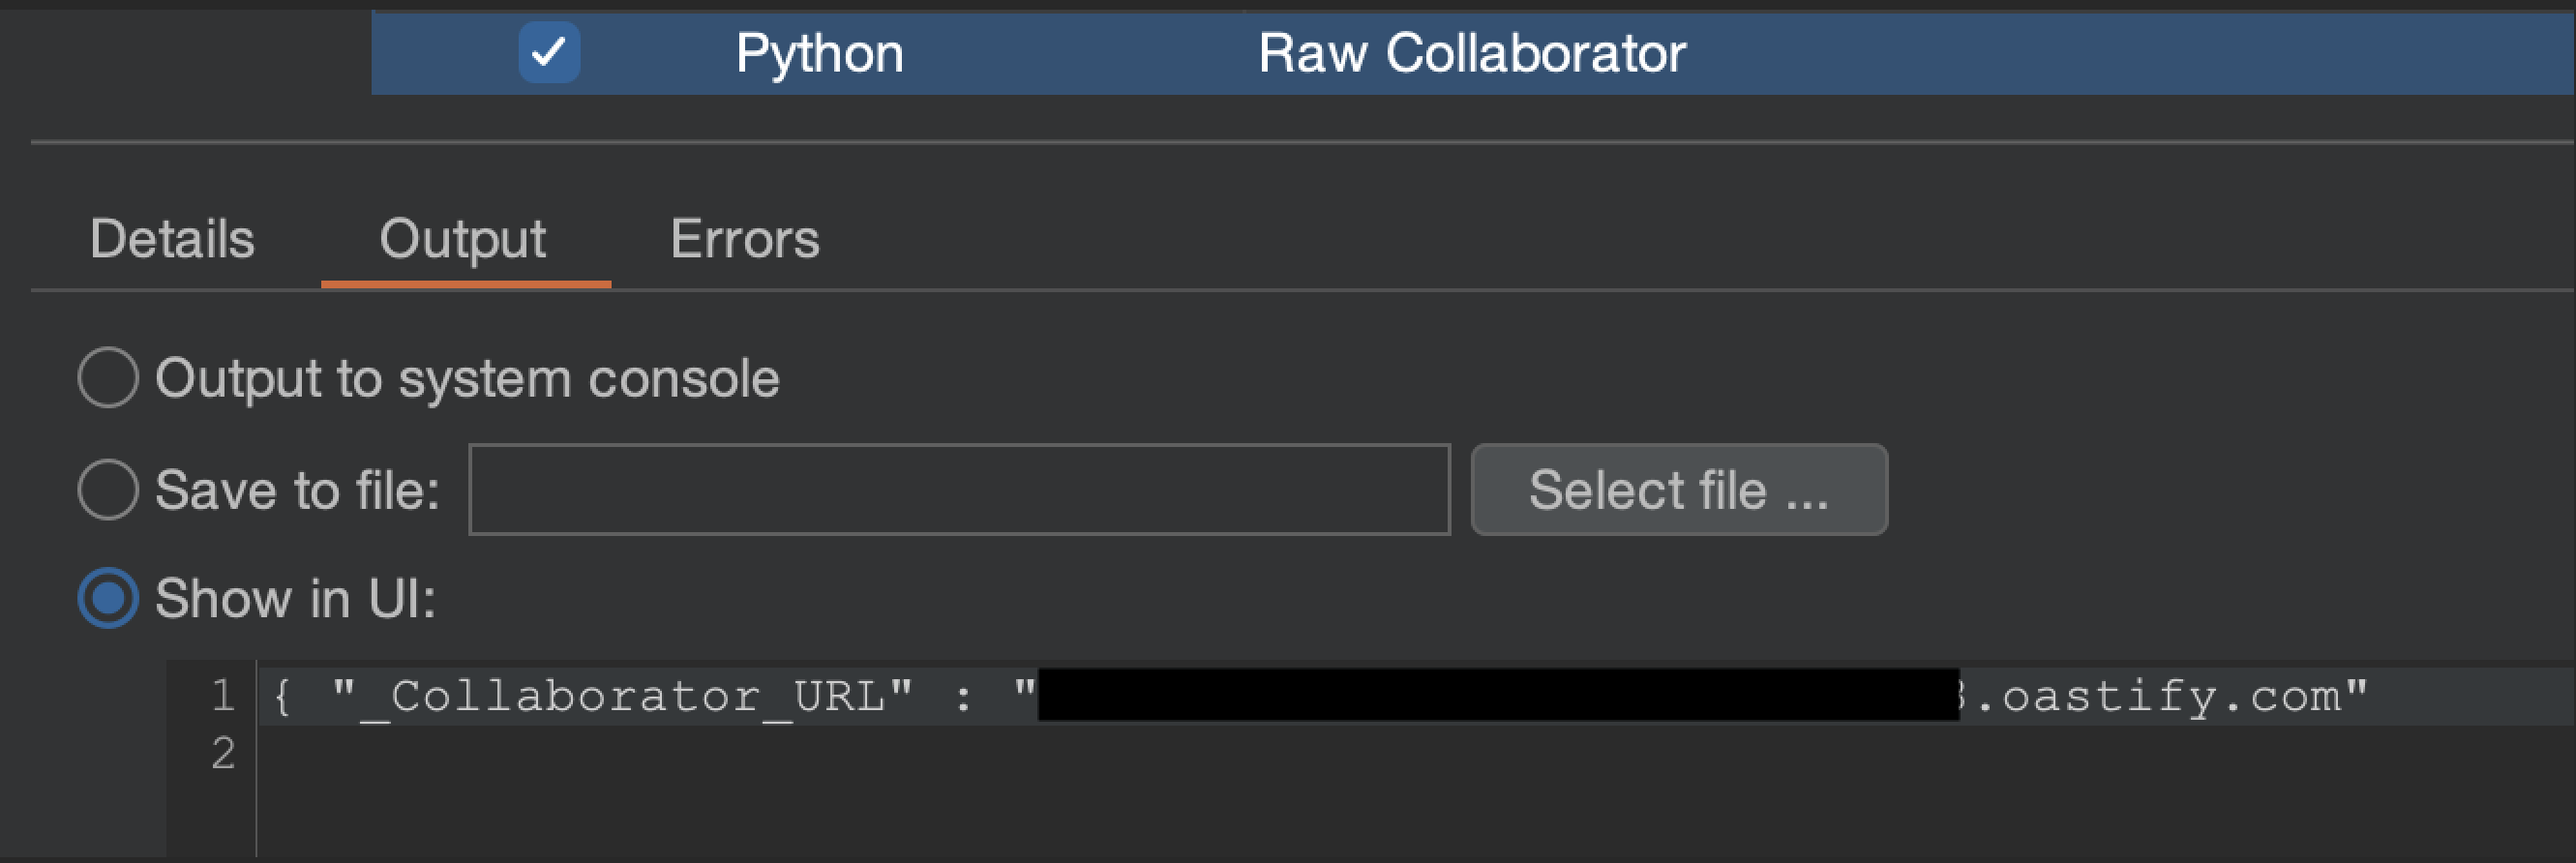 Python Raw Collaborator
Details Output Errors
Output to system console
Save to file: Select file ...
Show in UI:
1 { "_Collaborator_URL" : " .oastify.com"
2